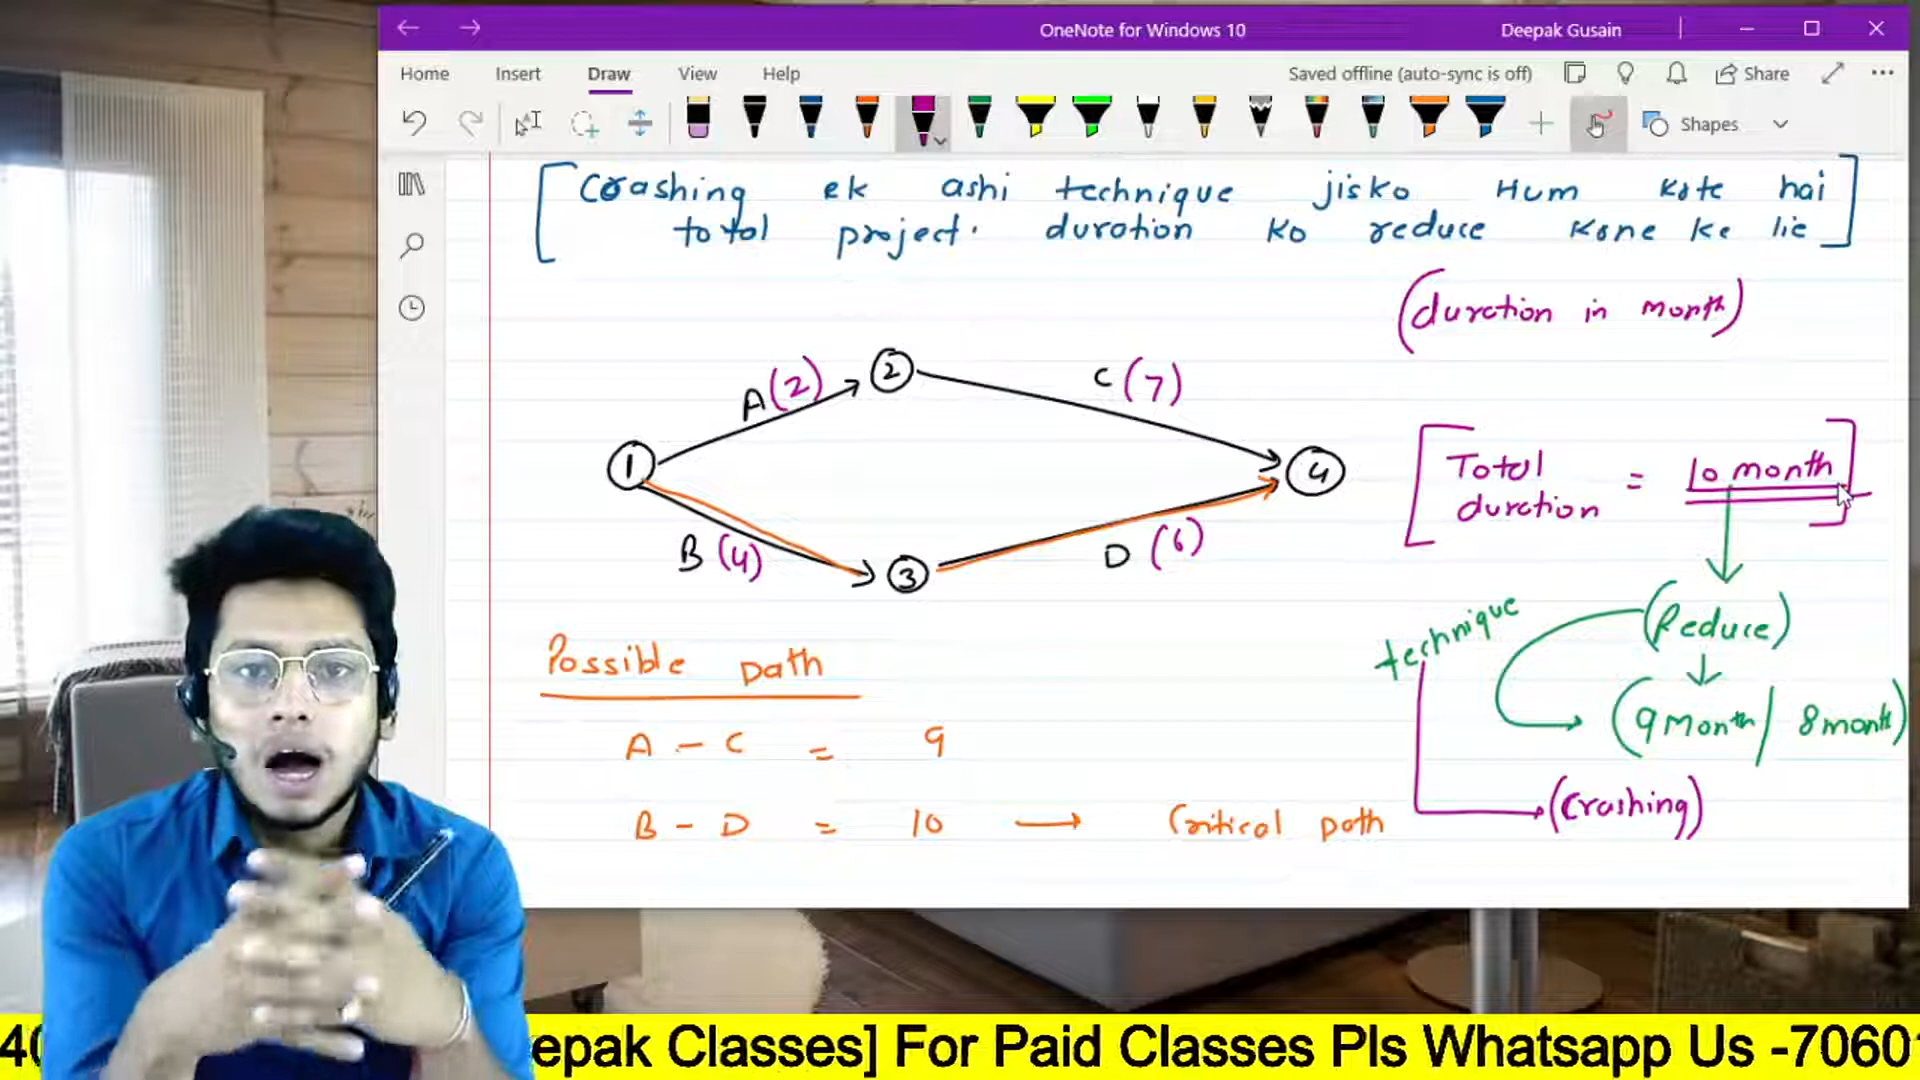 OneNote for Windows 10
Deepak Gusain
Home Insert Draw View Help
Saved offline (auto-sync is off)
Share
Shapes
Crashing ek ashi technique jisko Hum krte hai
total project duration ko reduce krne ke lie
(duration in month)
A (2)
2
C (7)
1
4
B (4)
3
D (6)
Total duration = 10 month
(Reduce)
technique
(9 Month / 8 month)
(Crashing)
Possible path
A - C = 9
B - D = 10 → Critical path
epak Classes] For Paid Classes Pls Whatsapp Us -7060